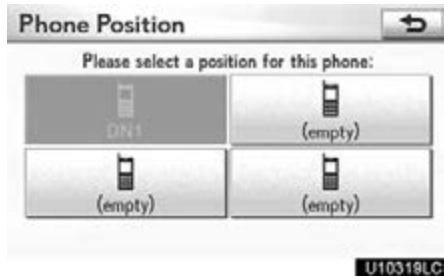 Phone Position
Please select a position for this phone:
DN1
(empty)
(empty)
(empty)
U10319LC